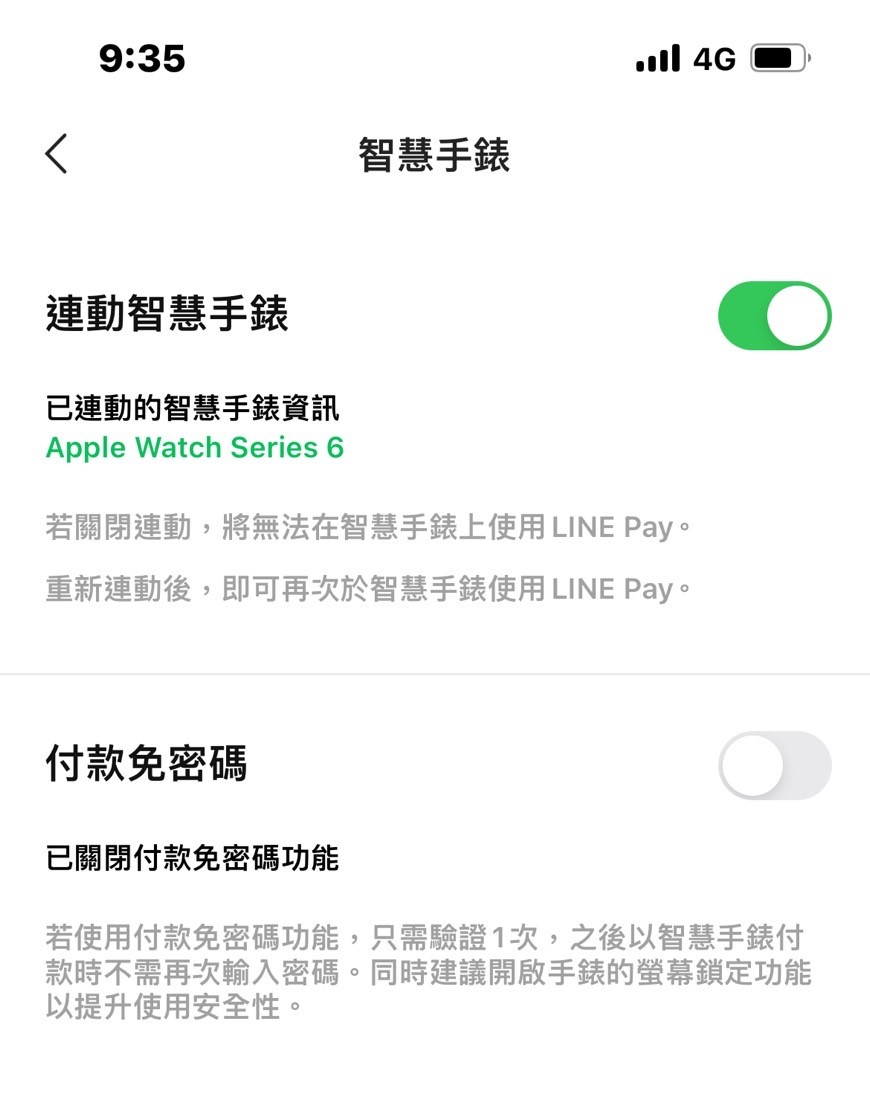 9:35
4G
智慧手錶
連動智慧手錶
已連動的智慧手錶資訊
Apple Watch Series 6
若關閉連動，將無法在智慧手錶上使用 LINE Pay。
重新連動後，即可再次於智慧手錶使用 LINE Pay。
付款免密碼
已關閉付款免密碼功能
若使用付款免密碼功能，只需驗證1次，之後以智慧手錶付
款時不需再次輸入密碼。同時建議開啟手錶的螢幕鎖定功能
以提升使用安全性。